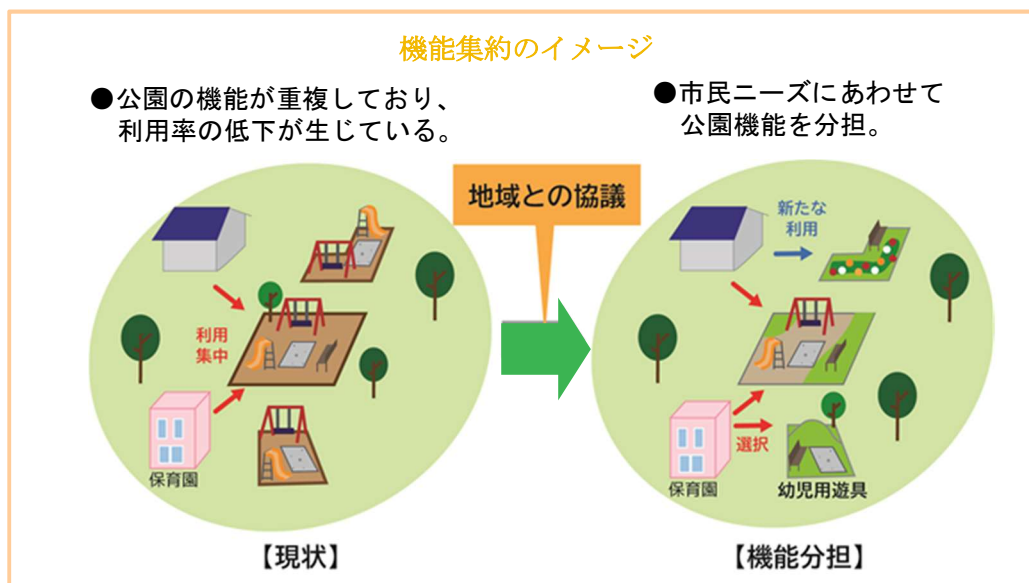 機能集約のイメージ
●公園の機能が重複しており、
利用率の低下が生じている。
●市民ニーズにあわせて
公園機能を分担。
地域との協議
利用
集中
保育園
【現状】
新たな
利用
選択
保育園
幼児用遊具
【機能分担】